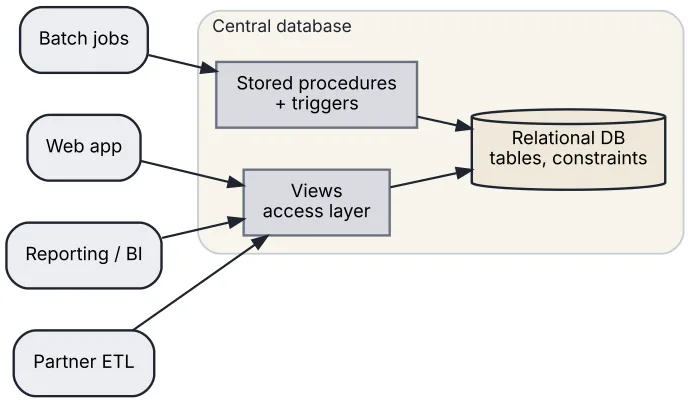 Batch jobs
Central database
Stored procedures
+ triggers
Web app
Relational DB
tables, constraints
Views
access layer
Reporting / BI
Partner ETL